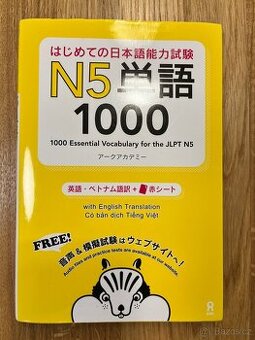 はじめての日本語能力試験
N5単語
1000
1000 Essential Vocabulary for the JLPT N5
アークアカデミー
英語・ベトナム語訳+赤シート
with English Translation
Có bản dịch Tiếng Việt
FREE!
音声&模擬試験はウェブサイトへ!
Audio files and practice tests are available at our website.